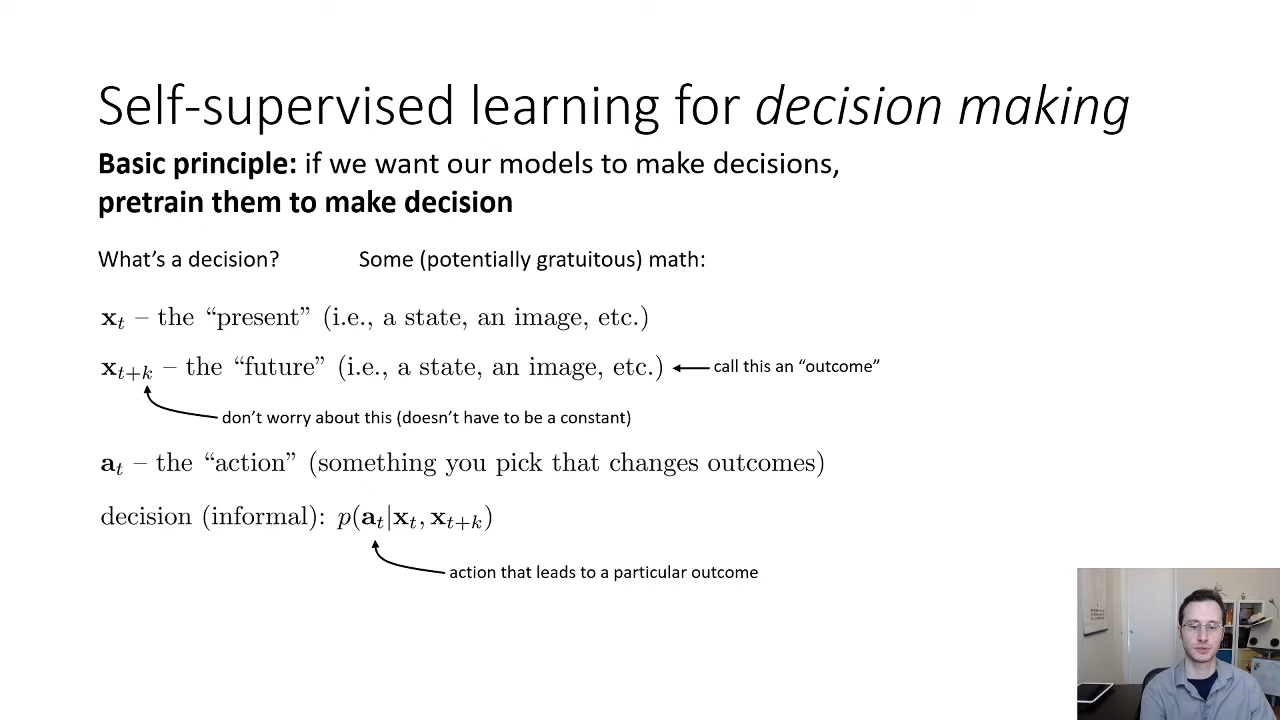 Self-supervised learning for decision making
Basic principle: if we want our models to make decisions,
pretrain them to make decision
What's a decision?
Some (potentially gratuitous) math:
x_t – the “present” (i.e., a state, an image, etc.)
x_{t+k} – the “future” (i.e., a state, an image, etc.)
call this an “outcome”
don't worry about this (doesn't have to be a constant)
a_t – the “action” (something you pick that changes outcomes)
decision (informal): p(a_t|x_t, x_{t+k})
action that leads to a particular outcome